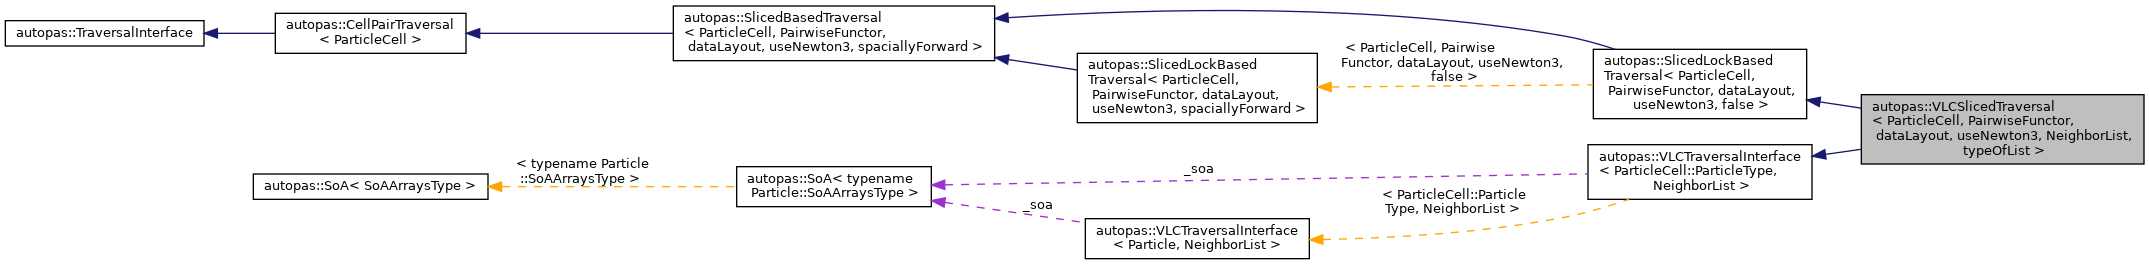 autopas::TraversalInterface
autopas::CellPairTraversal
< ParticleCell >
autopas::SlicedBasedTraversal
< ParticleCell, PairwiseFunctor,
dataLayout, useNewton3, spaciallyForward >
autopas::SlicedLockBased
Traversal< ParticleCell,
PairwiseFunctor, dataLayout,
useNewton3, spaciallyForward >
< ParticleCell, Pairwise
Functor, dataLayout, useNewton3,
false >
autopas::SlicedLockBased
Traversal< ParticleCell,
PairwiseFunctor, dataLayout,
useNewton3, false >
autopas::VLCSlicedTraversal
< ParticleCell, PairwiseFunctor,
dataLayout, useNewton3, NeighborList,
typeOfList >
autopas::SoA< SoAArraysType >
< typename Particle
::SoAArraysType >
autopas::SoA< typename
Particle::SoAArraysType >
_soa
_soa
autopas::VLCTraversalInterface
< Particle, NeighborList >
< ParticleCell::Particle
Type, NeighborList >
autopas::VLCTraversalInterface
< ParticleCell::ParticleType,
NeighborList >